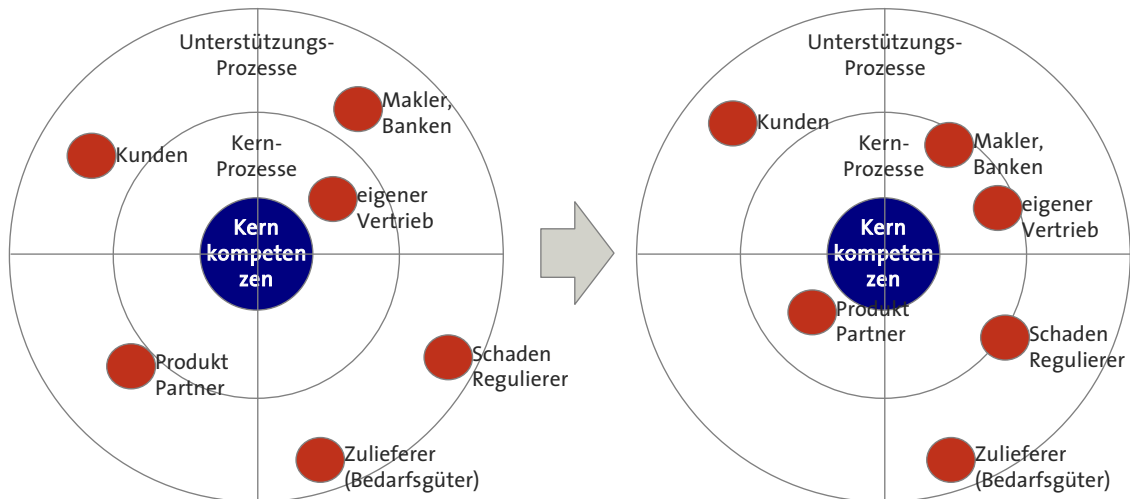 Unterstützungs-
Prozesse
Makler,
Banken
Kunden
Kern-
Prozesse
eigener
Vertrieb
Kern
kompeten
zen
Produkt
Partner
Schaden
Regulierer
Zulieferer
(Bedarfsgüter)
Unterstützungs-
Prozesse
Kunden
Kern-
Prozesse
Makler,
Banken
eigener
Vertrieb
Kern
kompeten
zen
Produkt
Partner
Schaden
Regulierer
Zulieferer
(Bedarfsgüter)